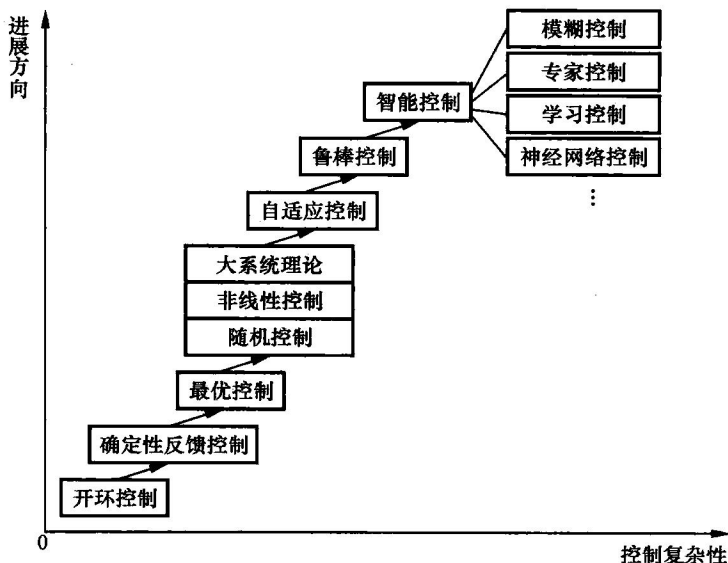 进展方向
模糊控制
专家控制
智能控制
学习控制
鲁棒控制
神经网络控制
⋮
自适应控制
大系统理论
非线性控制
随机控制
最优控制
确定性反馈控制
开环控制
0
控制复杂性